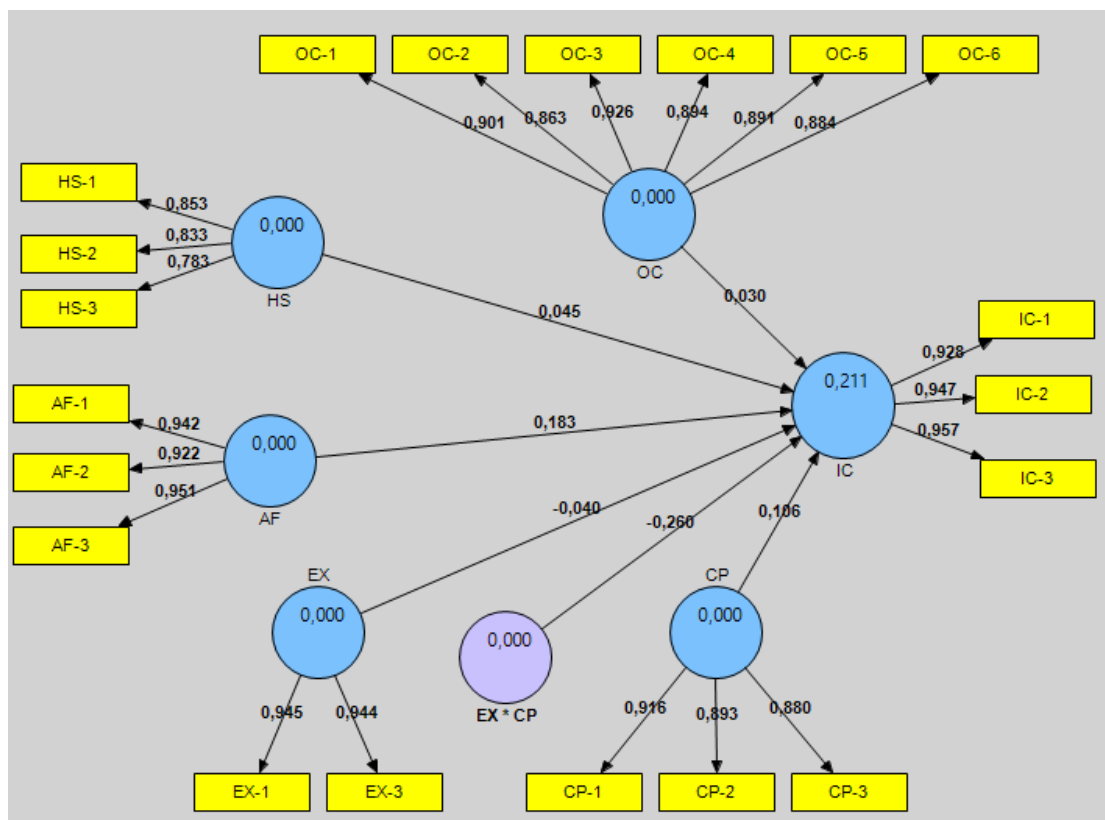 OC-1 OC-2 OC-3 OC-4 OC-5 OC-6
0,901 0,863 0,926 0,894 0,891 0,884
HS-1
HS-2
HS-3
0,853
0,833
0,783
0,000
HS
0,000
OC
0,045
0,030
IC-1
IC-2
IC-3
0,928
0,947
0,957
0,211
IC
AF-1
AF-2
AF-3
0,942
0,922
0,951
0,000
AF
0,183
-0,040
-0,260
0,106
EX
0,000
0,000
EX * CP
CP
0,000
0,945 0,944
0,916 0,893 0,880
EX-1 EX-3 CP-1 CP-2 CP-3